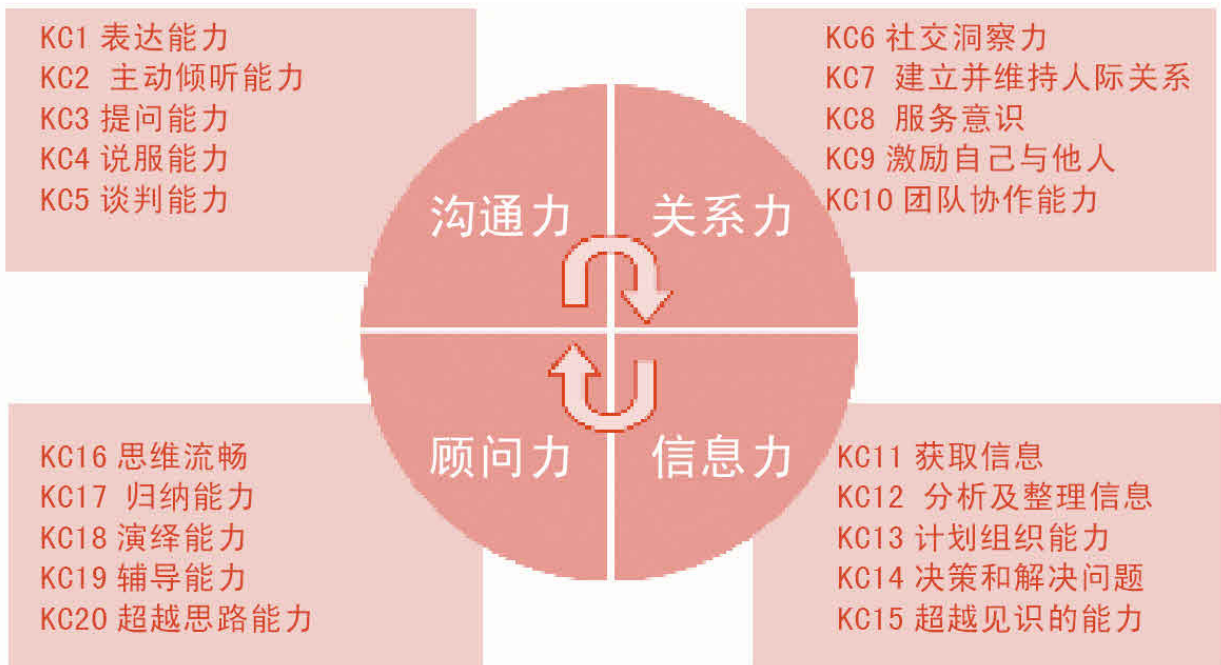 KC1 表达能力
KC2 主动倾听能力
KC3 提问能力
KC4 说服能力
KC5 谈判能力
KC6 社交洞察力
KC7 建立并维持人际关系
KC8 服务意识
KC9 激励自己与他人
KC10 团队协作能力
沟通力
关系力
顾问力
信息力
KC16 思维流畅
KC17 归纳能力
KC18 演绎能力
KC19 辅导能力
KC20 超越思路能力
KC11 获取信息
KC12 分析及整理信息
KC13 计划组织能力
KC14 决策和解决问题
KC15 超越见识的能力